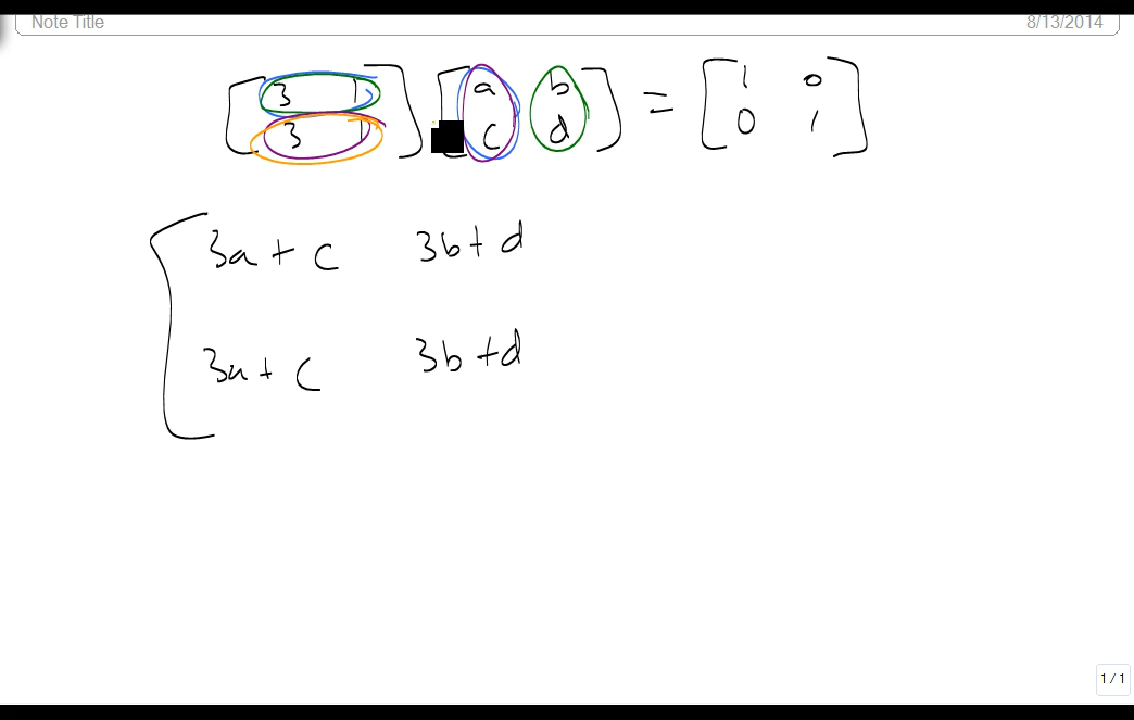 Note Title 8/13/2014
[3 1] [a b] = [1 0]
[3 1] [c d] [0 1]
[3a + c 3b + d
3a + c 3b + d
1/1